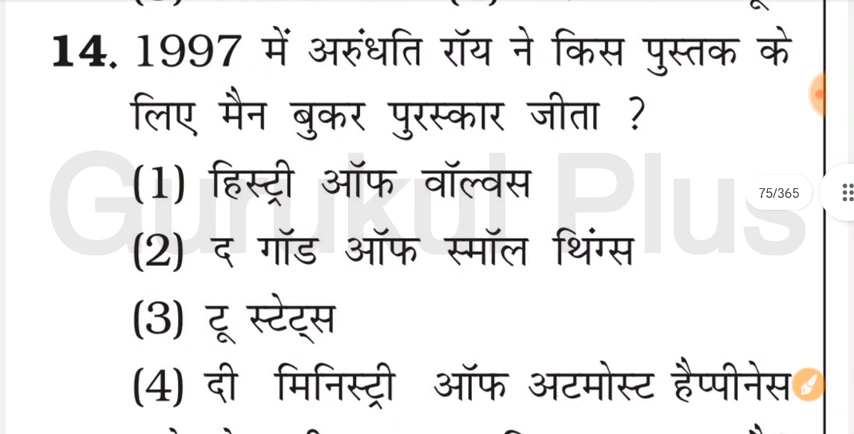 14. 1997 में अरुंधति रॉय ने किस पुस्तक के
लिए मैन बुकर पुरस्कार जीता ?
(1) हिस्ट्री ऑफ वॉल्वस
(2) द गॉड ऑफ स्मॉल थिंग्स
(3) टू स्टेट्स
(4) दी मिनिस्ट्री ऑफ अटमोस्ट हैप्पीनेस
Gurukul Plus
75/365